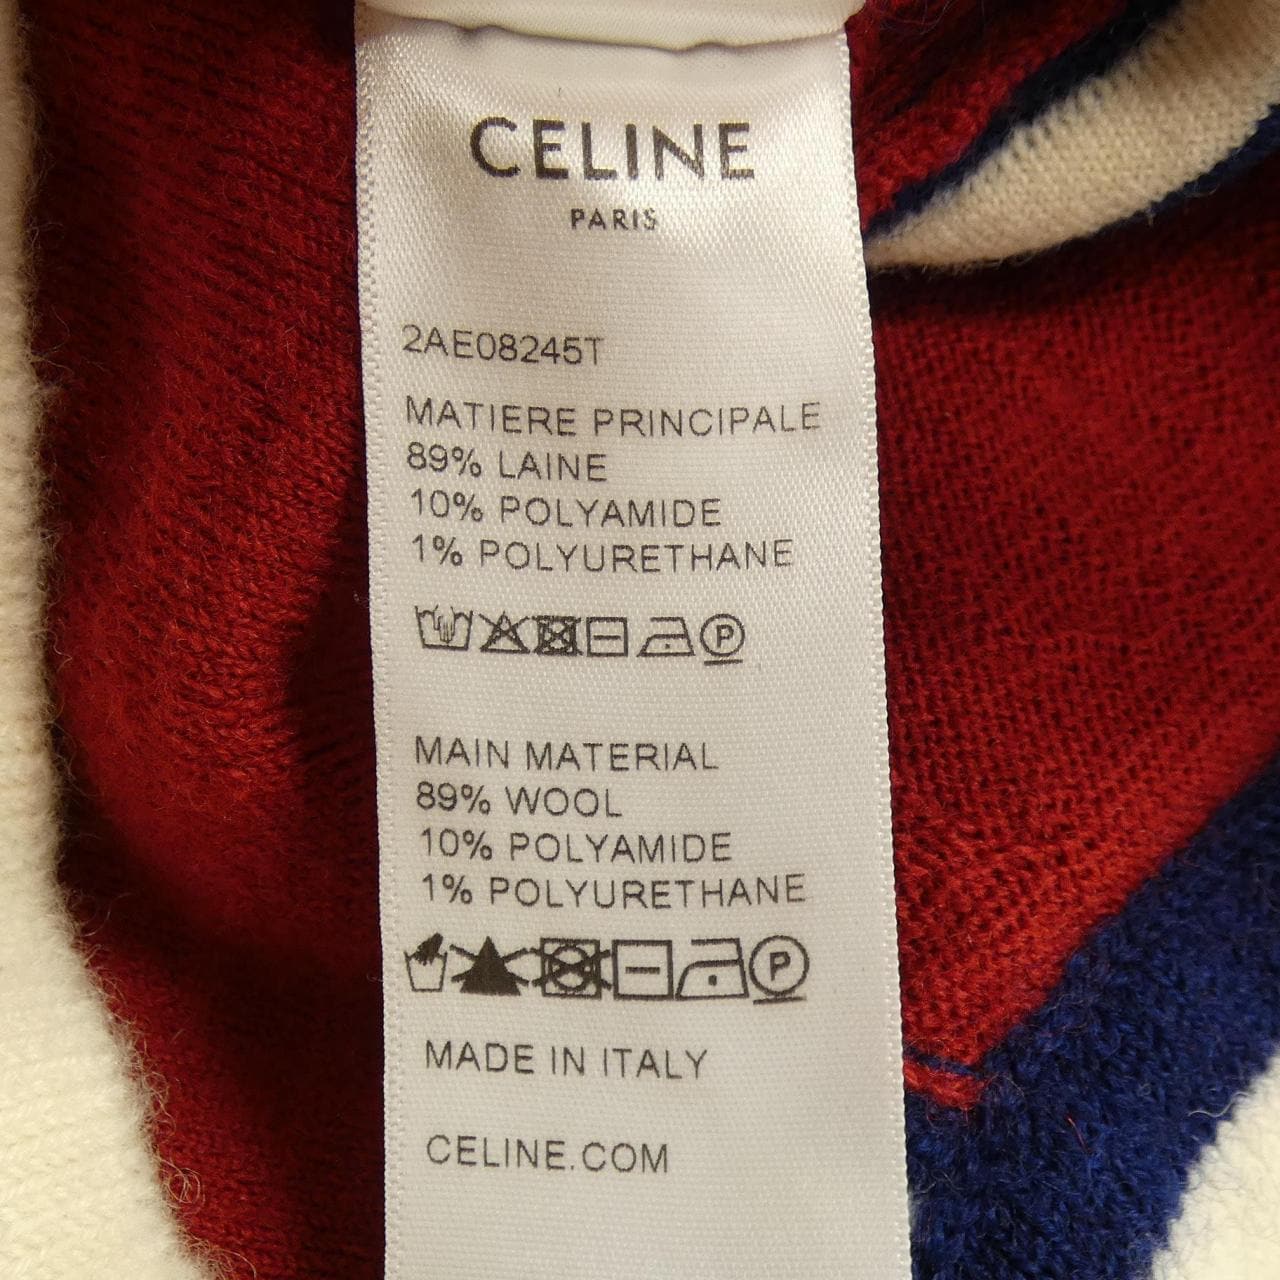 CELINE
PARIS
2AE08245T
MATIERE PRINCIPALE
89% LAINE
10% POLYAMIDE
1% POLYURETHANE
P
MAIN MATERIAL
89% WOOL
10% POLYAMIDE
1% POLYURETHANE
P
MADE IN ITALY
CELINE.COM